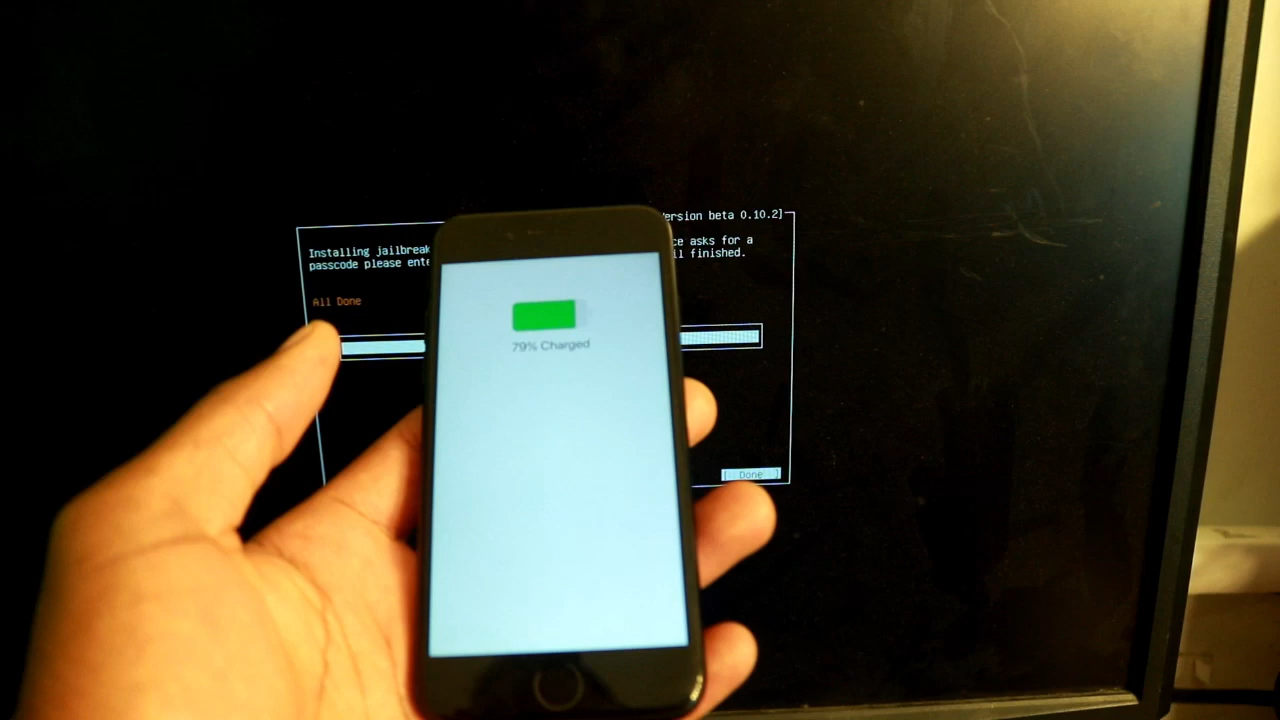 ersion beta 0.10.2]
Installing jailbreak
ce asks for a
passcode please ente
ll finished.
All Done
79% Charged
[ Done ]